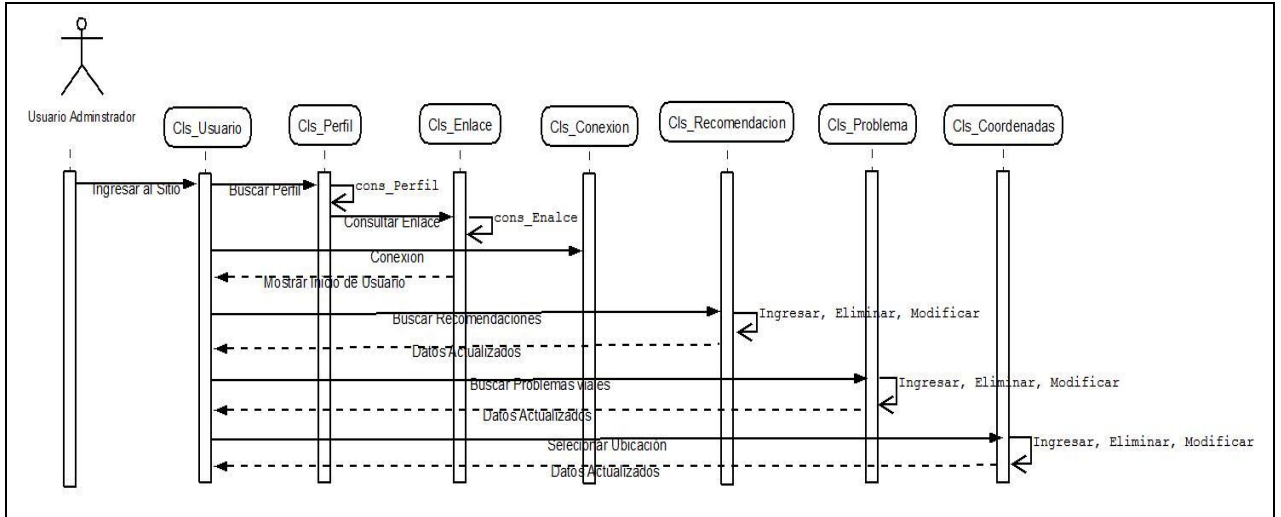 Usuario Adminstrador
Cls_Usuario
Cls_Perfil
Cls_Enlace
Cls_Conexion
Cls_Recomendacion
Cls_Problema
Cls_Coordenadas
Ingresar al Sitio
Buscar Perfil
cons_Perfil
Consultar Enlace
cons_Enalce
Conexion
Mostrar Inicio de Usuario
Buscar Recomendaciones
Ingresar, Eliminar, Modificar
Datos Actualizados
Buscar Problemas viales
Ingresar, Eliminar, Modificar
Datos Actualizados
Selecionar Ubicación
Ingresar, Eliminar, Modificar
Datos Actualizados